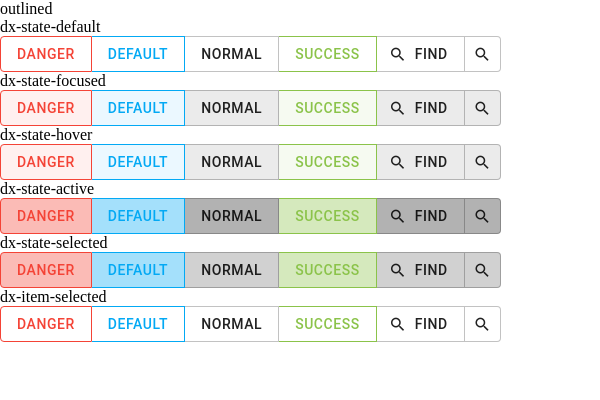 outlined
dx-state-default
DANGER DEFAULT NORMAL SUCCESS FIND
dx-state-focused
DANGER DEFAULT NORMAL SUCCESS FIND
dx-state-hover
DANGER DEFAULT NORMAL SUCCESS FIND
dx-state-active
DANGER DEFAULT NORMAL SUCCESS FIND
dx-state-selected
DANGER DEFAULT NORMAL SUCCESS FIND
dx-item-selected
DANGER DEFAULT NORMAL SUCCESS FIND